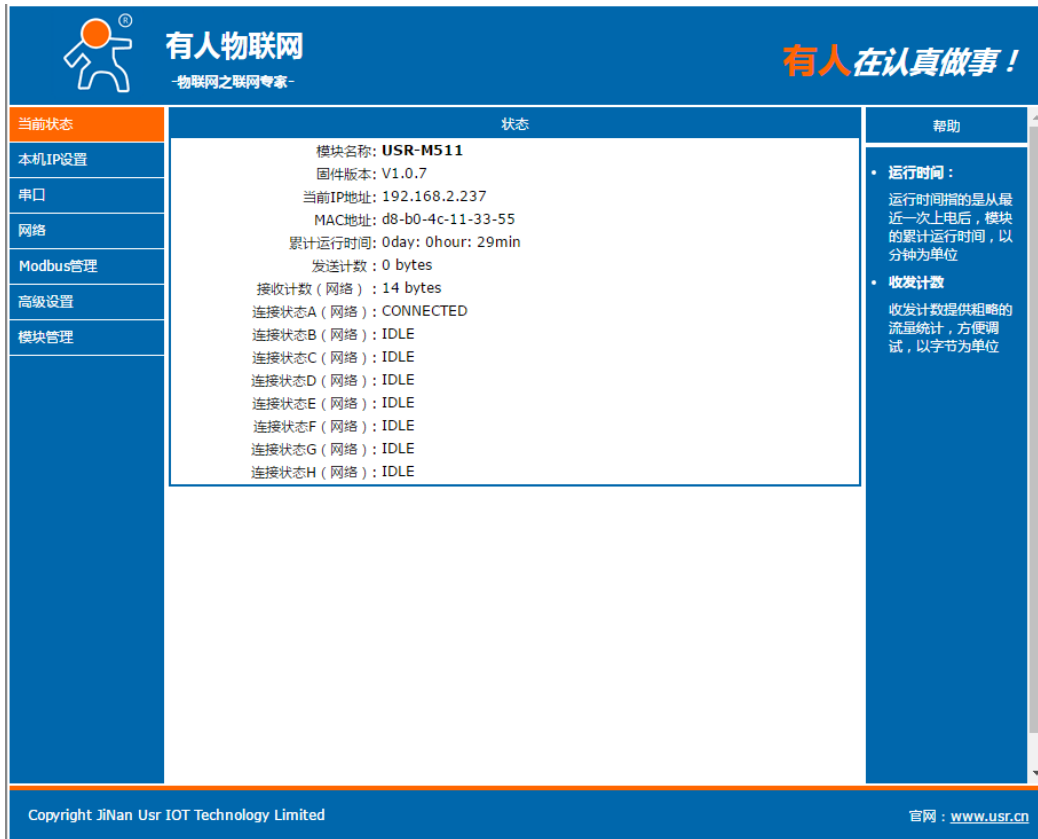 ®
有人物联网
-物联网之联网专家-
有人在认真做事！
当前状态
本机IP设置
串口
网络
Modbus管理
高级设置
模块管理
状态
模块名称: USR-M511
固件版本: V1.0.7
当前IP地址: 192.168.2.237
MAC地址: d8-b0-4c-11-33-55
累计运行时间: 0day: 0hour: 29min
发送计数：0 bytes
接收计数（网络）：14 bytes
连接状态A（网络）: CONNECTED
连接状态B（网络）: IDLE
连接状态C（网络）: IDLE
连接状态D（网络）: IDLE
连接状态E（网络）: IDLE
连接状态F（网络）: IDLE
连接状态G（网络）: IDLE
连接状态H（网络）: IDLE
帮助
• 运行时间：
运行时间指的是从最
近一次上电后，模块
的累计运行时间，以
分钟为单位
• 收发计数
收发计数提供粗略的
流量统计，方便调
试，以字节为单位
Copyright JiNan Usr IOT Technology Limited
官网：www.usr.cn